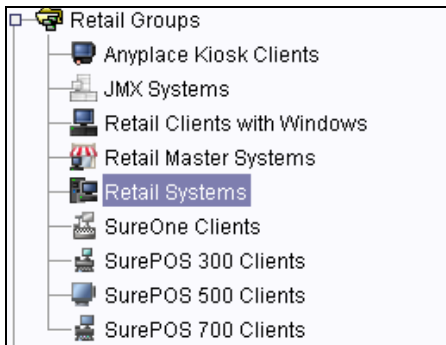 Retail Groups
Anyplace Kiosk Clients
JMX Systems
Retail Clients with Windows
Retail Master Systems
Retail Systems
SureOne Clients
SurePOS 300 Clients
SurePOS 500 Clients
SurePOS 700 Clients